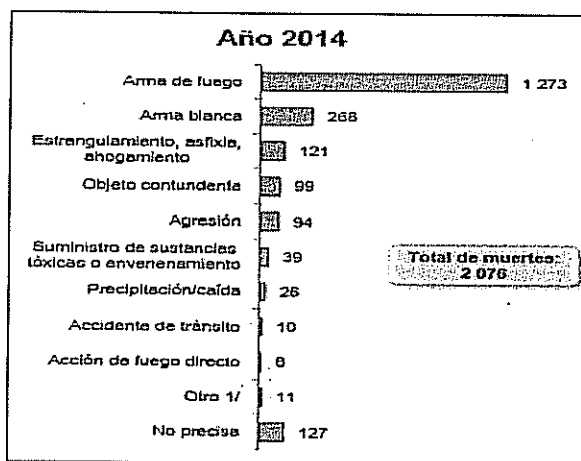 Año 2014
Arma de fuego 1 273
Arma blanca 268
Estrangulamiento, asfixia,
ahogamiento 121
Objeto contundente 99
Agresión 94
Suministro de sustancias
tóxicas o envenenamiento 39
Precipitación/caída 26
Accidente de tránsito 10
Acción de fuego directo 8
Otro 1/ 11
No precisa 127
Total de muertes:
2 076